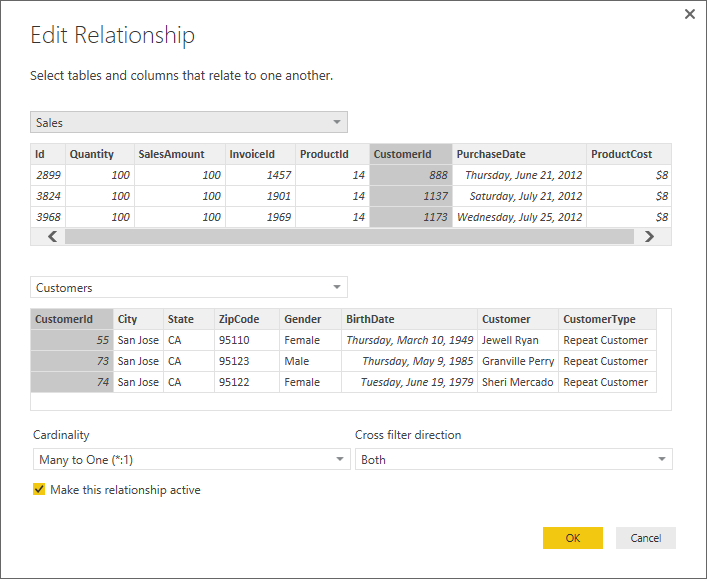 Edit Relationship
Select tables and columns that relate to one another.
Sales
Id Quantity SalesAmount InvoiceId ProductId CustomerId PurchaseDate ProductCost
2899 100 100 1457 14 888 Thursday, June 21, 2012 $8
3824 100 100 1901 14 1137 Saturday, July 21, 2012 $8
3968 100 100 1969 14 1173 Wednesday, July 25, 2012 $8
Customers
CustomerId City State ZipCode Gender BirthDate Customer CustomerType
55 San Jose CA 95110 Female Thursday, March 10, 1949 Jewell Ryan Repeat Customer
73 San Jose CA 95123 Male Thursday, May 9, 1985 Granville Perry Repeat Customer
74 San Jose CA 95122 Female Tuesday, June 19, 1979 Sheri Mercado Repeat Customer
Cardinality Cross filter direction
Many to One (*:1) Both
Make this relationship active
OK Cancel